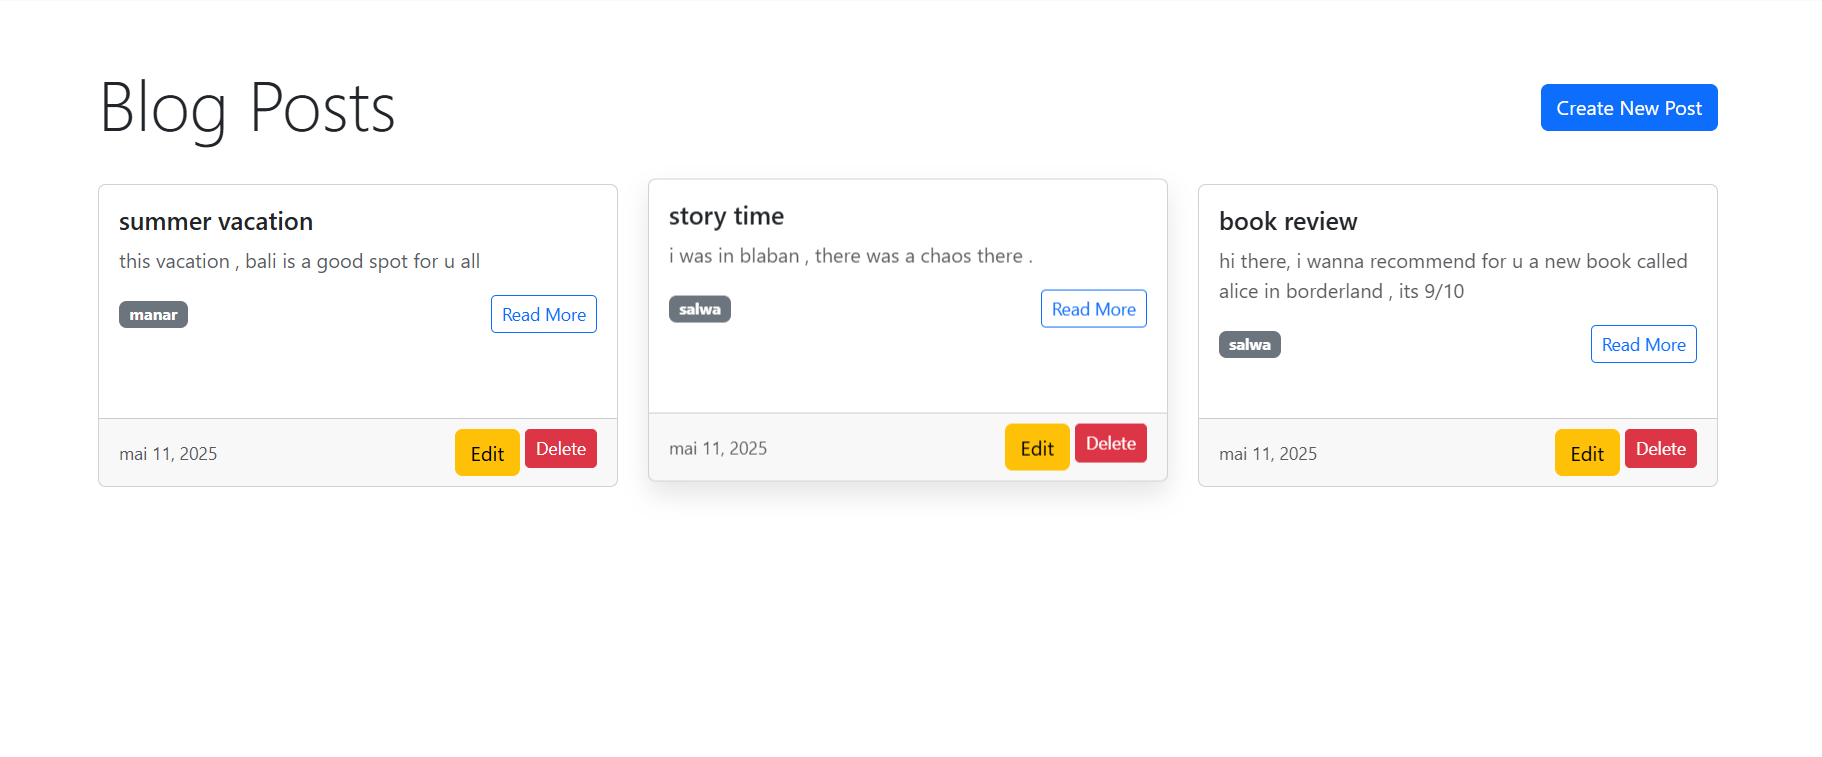 Blog Posts
Create New Post
summer vacation
this vacation , bali is a good spot for u all
manar
Read More
mai 11, 2025
Edit
Delete
story time
i was in blaban , there was a chaos there .
salwa
Read More
mai 11, 2025
Edit
Delete
book review
hi there, i wanna recommend for u a new book called
alice in borderland , its 9/10
salwa
Read More
mai 11, 2025
Edit
Delete